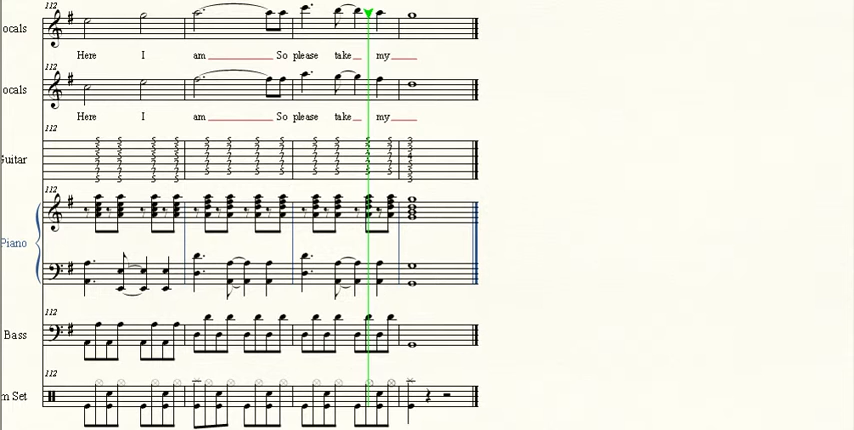 112
ocals
Here I am So please take my
ocals
Here I am So please take my
112
Guitar
112
Piano
112
Bass
112
m Set